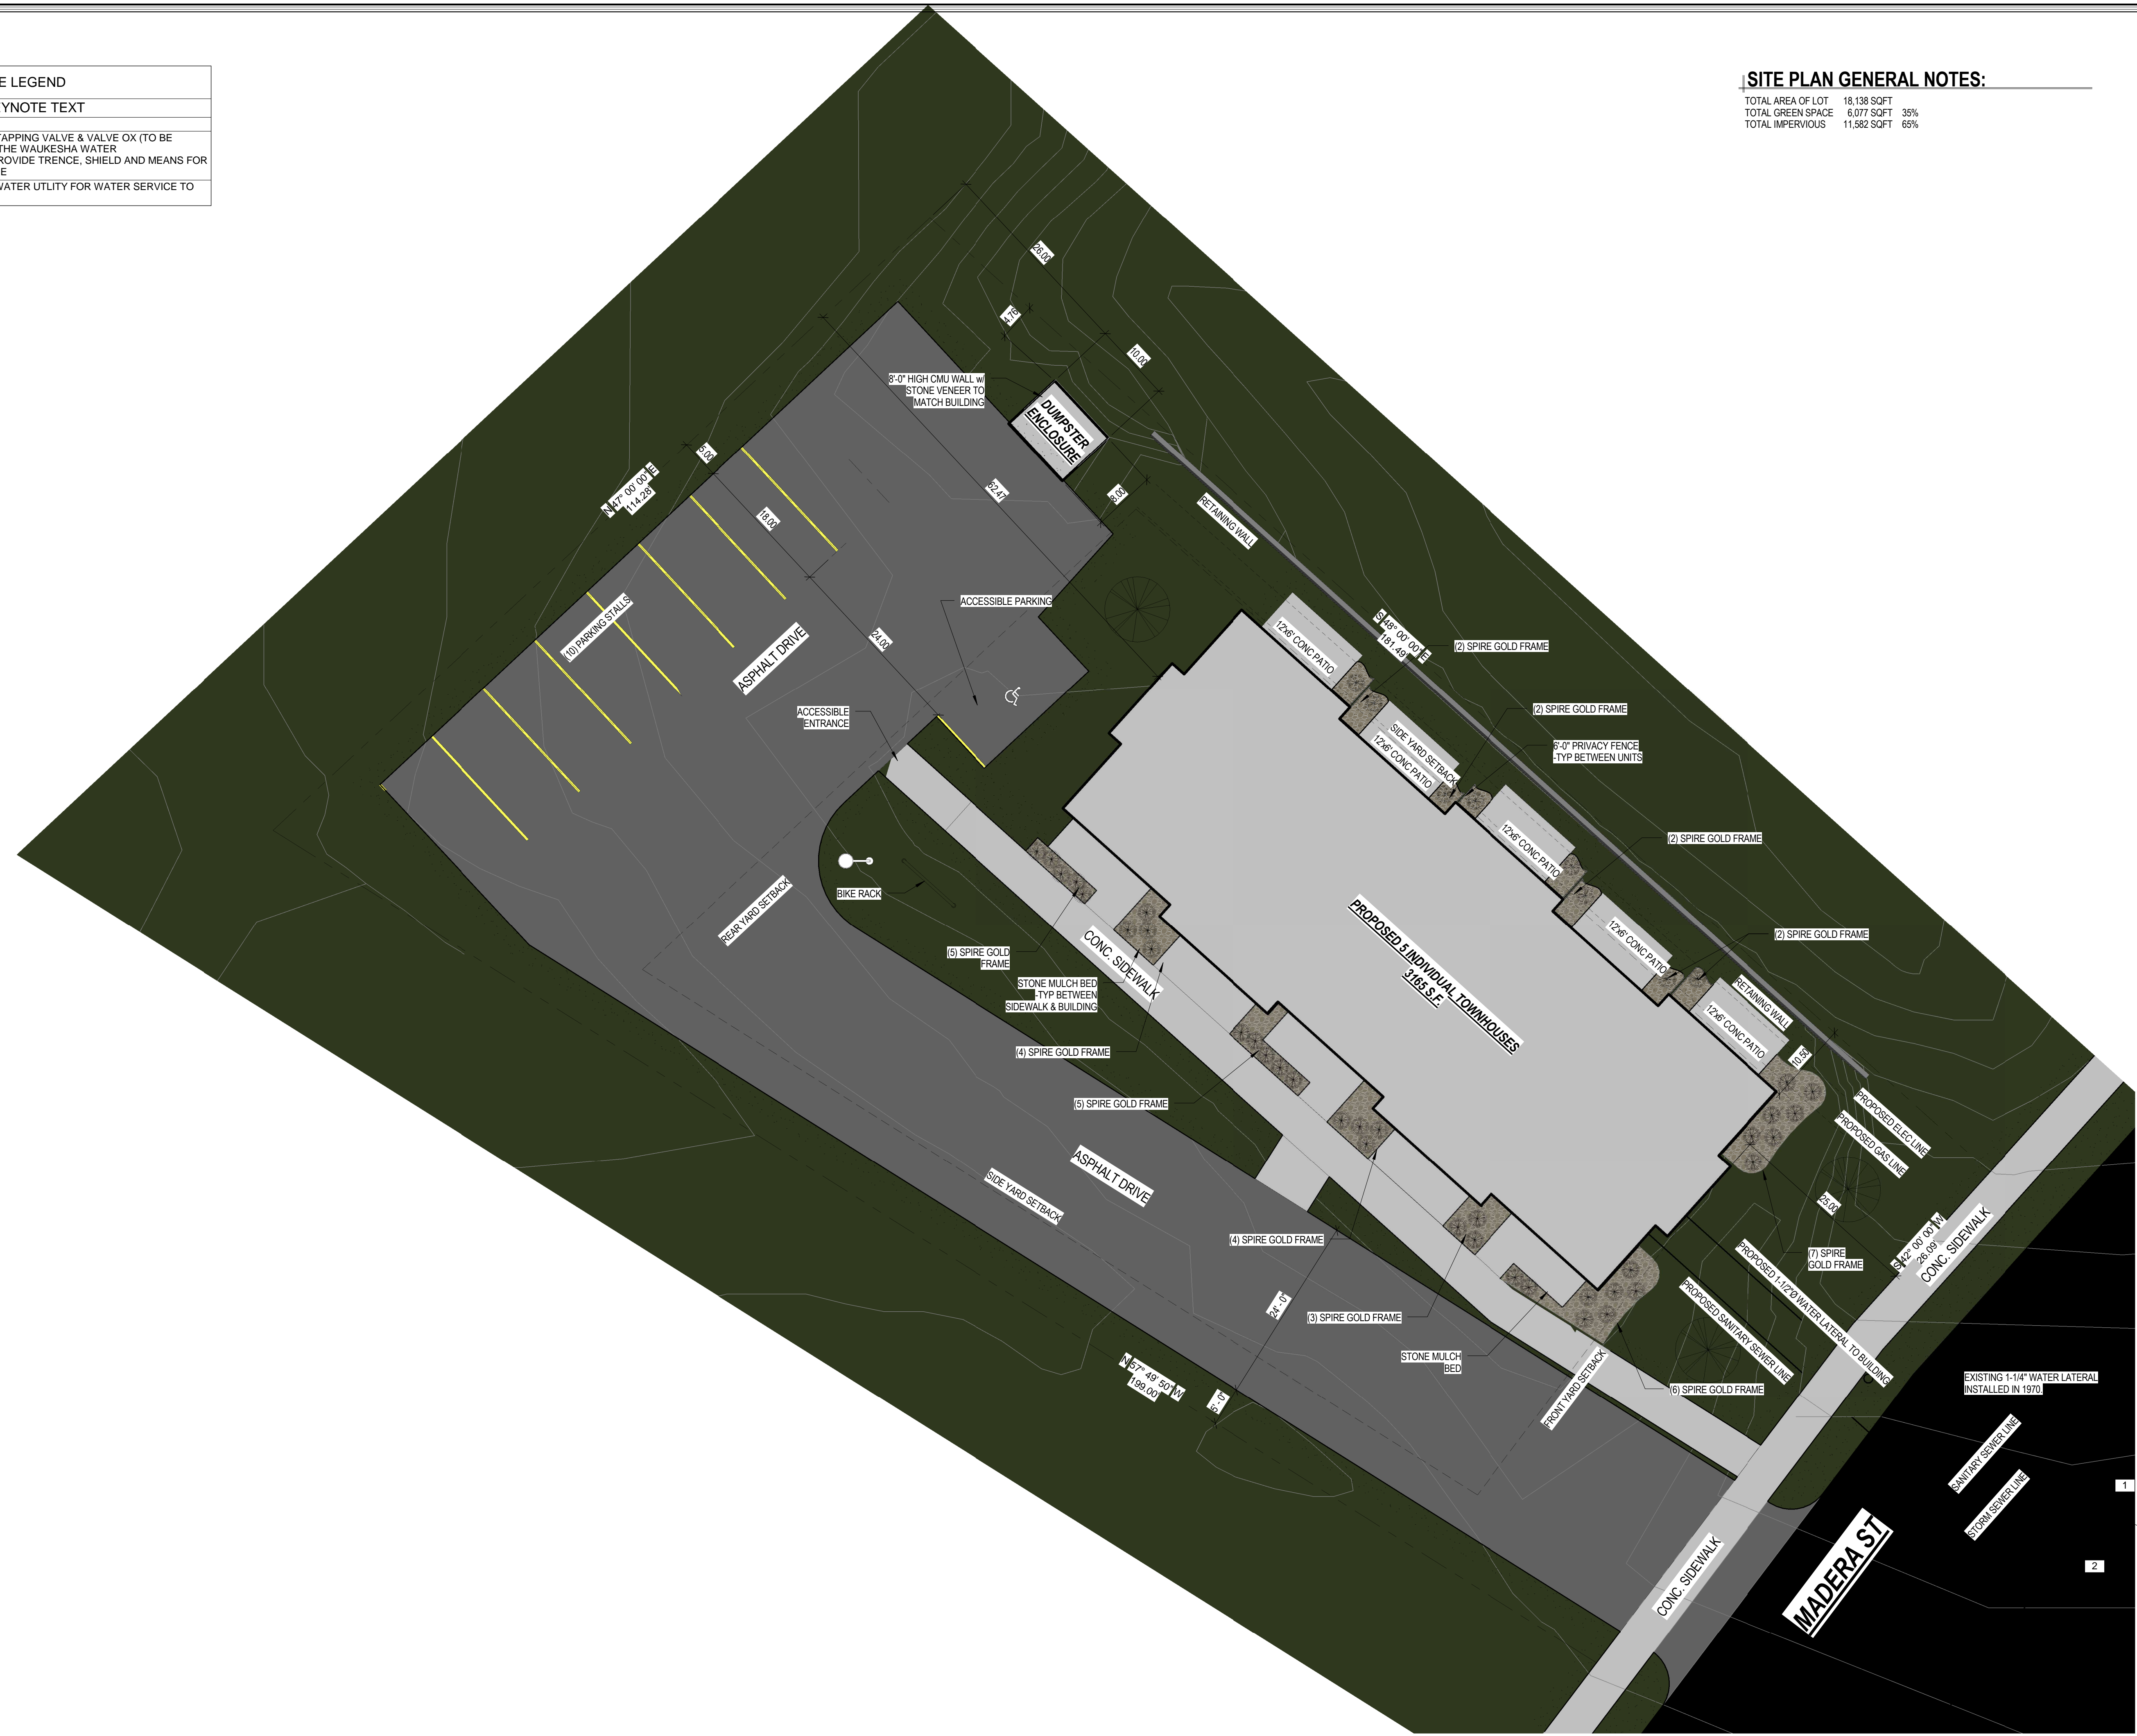 E LEGEND
YNOTE TEXT
TAPPING VALVE & VALVE OX (TO BE
THE WAUKESHA WATER
ROVIDE TRENCE, SHIELD AND MEANS FOR
E
WATER UTLITY FOR WATER SERVICE TO
SITE PLAN GENERAL NOTES:
TOTAL AREA OF LOT 18,138 SQFT
TOTAL GREEN SPACE 6,077 SQFT 35%
TOTAL IMPERVIOUS 11,582 SQFT 65%
26.00
4.76
10.00
8'-0" HIGH CMU WALL w/
STONE VENEER TO
MATCH BUILDING
DUMPSTER
ENCLOSURE
5.00
N 47° 00' 00" E
114.28'
62.47
8.00
18.00
RETAINING WALL
(10) PARKING STALLS
ASPHALT DRIVE
24.00
ACCESSIBLE PARKING
ACCESSIBLE
ENTRANCE
12'x6' CONC PATIO
S 48° 00' 00" E
181.49'
(2) SPIRE GOLD FRAME
SIDE YARD SETBACK
12'x6' CONC PATIO
(2) SPIRE GOLD FRAME
6'-0" PRIVACY FENCE
-TYP BETWEEN UNITS
12'x6' CONC PATIO
(2) SPIRE GOLD FRAME
12'x6' CONC PATIO
(2) SPIRE GOLD FRAME
RETAINING WALL
12'x6' CONC PATIO
10.50
BIKE RACK
REAR YARD SETBACK
(5) SPIRE GOLD
FRAME
CONC. SIDEWALK
STONE MULCH BED
-TYP BETWEEN
SIDEWALK & BUILDING
PROPOSED 5 INDIVIDUAL TOWNHOUSES
3165 S.F.
(4) SPIRE GOLD FRAME
(5) SPIRE GOLD FRAME
PROPOSED ELEC LINE
PROPOSED GAS LINE
ASPHALT DRIVE
SIDE YARD SETBACK
25.00
S 42° 00' 00" W
26.09'
CONC. SIDEWALK
(7) SPIRE
GOLD FRAME
(4) SPIRE GOLD FRAME
PROPOSED 1-1/2"Ø WATER LATERAL TO BUILDING
PROPOSED SANITARY SEWER LINE
24' - 0"
(3) SPIRE GOLD FRAME
STONE MULCH
BED
FRONT YARD SETBACK
(6) SPIRE GOLD FRAME
N 57° 49' 50" W
199.00'
5' - 0"
EXISTING 1-1/4" WATER LATERAL
INSTALLED IN 1970.
SANITARY SEWER LINE
STORM SEWER LINE
1
2
MADERA ST
CONC. SIDEWALK